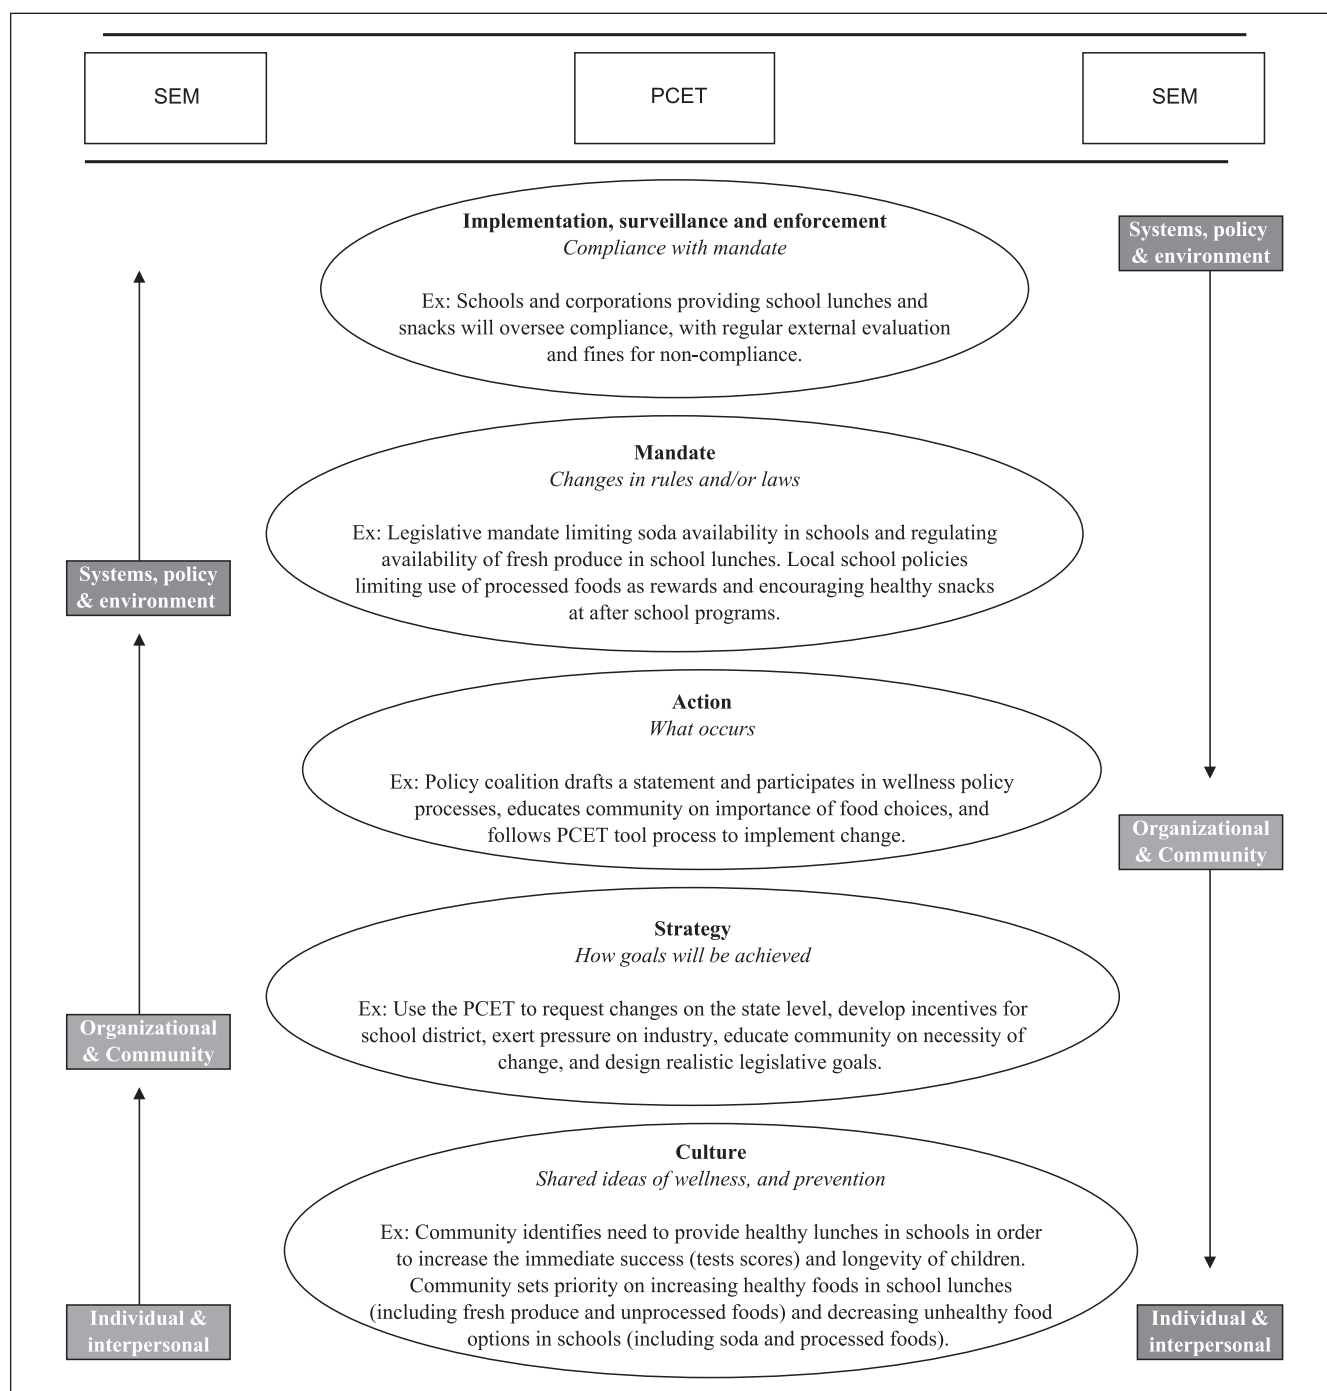 SEM
PCET
SEM
Implementation, surveillance and enforcement
Compliance with mandate
Ex: Schools and corporations providing school lunches and
snacks will oversee compliance, with regular external evaluation
and fines for non-compliance.
Systems, policy
& environment
Mandate
Changes in rules and/or laws
Ex: Legislative mandate limiting soda availability in schools and regulating
availability of fresh produce in school lunches. Local school policies
limiting use of processed foods as rewards and encouraging healthy snacks
at after school programs.
Systems, policy
& environment
Action
What occurs
Ex: Policy coalition drafts a statement and participates in wellness policy
processes, educates community on importance of food choices, and
follows PCET tool process to implement change.
Organizational
& Community
Strategy
How goals will be achieved
Ex: Use the PCET to request changes on the state level, develop incentives for
school district, exert pressure on industry, educate community on necessity of
change, and design realistic legislative goals.
Organizational
& Community
Culture
Shared ideas of wellness, and prevention
Ex: Community identifies need to provide healthy lunches in schools in order
to increase the immediate success (tests scores) and longevity of children.
Community sets priority on increasing healthy foods in school lunches
(including fresh produce and unprocessed foods) and decreasing unhealthy food
options in schools (including soda and processed foods).
Individual &
interpersonal
Individual &
interpersonal